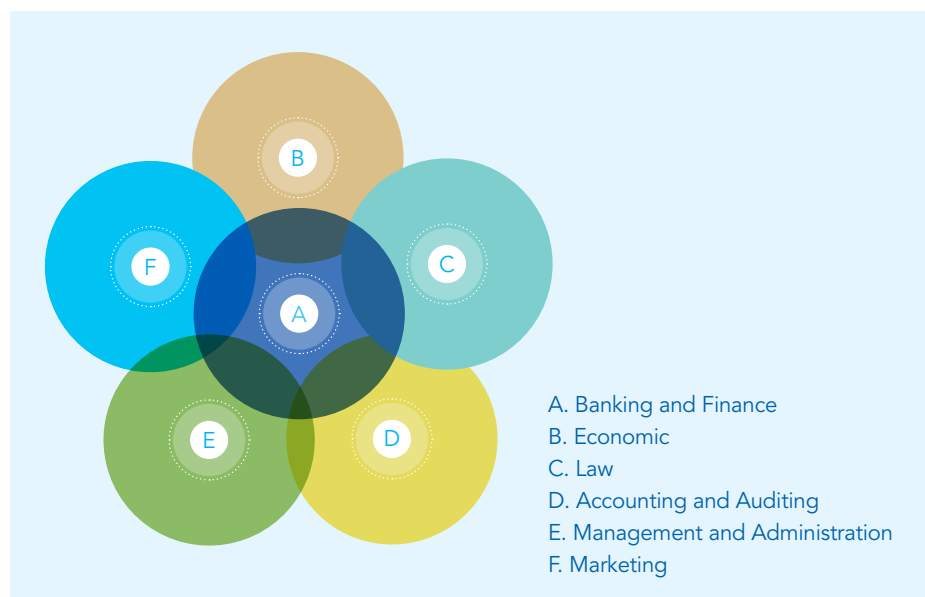 B
F
C
A
E
D
A. Banking and Finance
B. Economic
C. Law
D. Accounting and Auditing
E. Management and Administration
F. Marketing